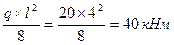 q * l² / 8 = 20 * 4² / 8 = 40 кНм